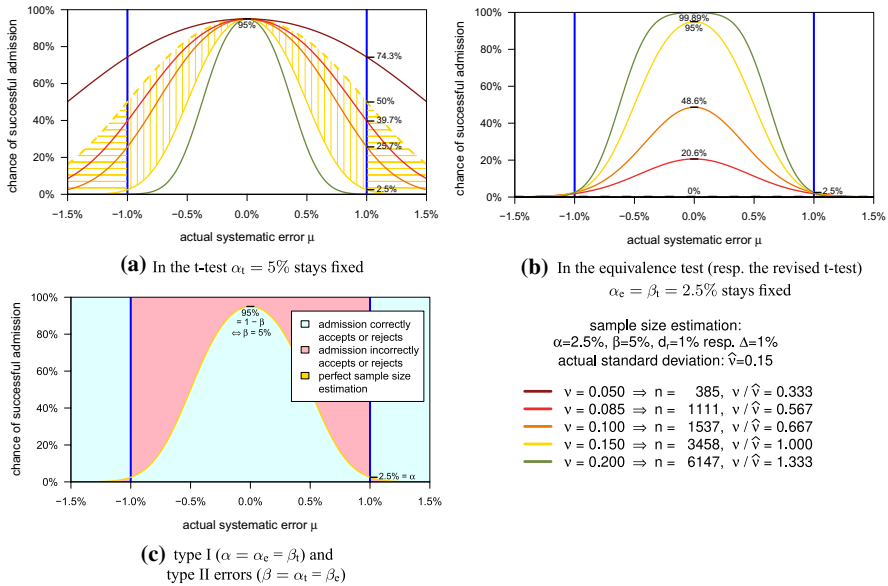 100%
80%
60%
40%
20%
0%
chance of successful admission
95%
74.3%
50%
39.7%
25.7%
2.5%
−1.5% −1.0% −0.5% 0.0% 0.5% 1.0% 1.5%
actual systematic error μ
(a) In the t-test αt = 5% stays fixed
100%
80%
60%
40%
20%
0%
chance of successful admission
99.89%
95%
48.6%
20.6%
0%
2.5%
−1.5% −1.0% −0.5% 0.0% 0.5% 1.0% 1.5%
actual systematic error μ
(b) In the equivalence test (resp. the revised t-test)
αe = βt = 2.5% stays fixed
100%
80%
60%
40%
20%
0%
chance of successful admission
95%
= 1 − β
⇔ β = 5%
admission correctly
accepts or rejects
admission incorrectly
accepts or rejects
perfect sample size
estimation
2.5% = α
−1.5% −1.0% −0.5% 0.0% 0.5% 1.0% 1.5%
actual systematic error μ
(c) type I (α = αe = βt) and
type II errors (β = αt = βe)
sample size estimation:
α=2.5%, β=5%, dr=1% resp. Δ=1%
actual standard deviation: ν̂=0.15
ν = 0.050 ⇒ n = 385, ν / ν̂ = 0.333
ν = 0.085 ⇒ n = 1111, ν / ν̂ = 0.567
ν = 0.100 ⇒ n = 1537, ν / ν̂ = 0.667
ν = 0.150 ⇒ n = 3458, ν / ν̂ = 1.000
ν = 0.200 ⇒ n = 6147, ν / ν̂ = 1.333